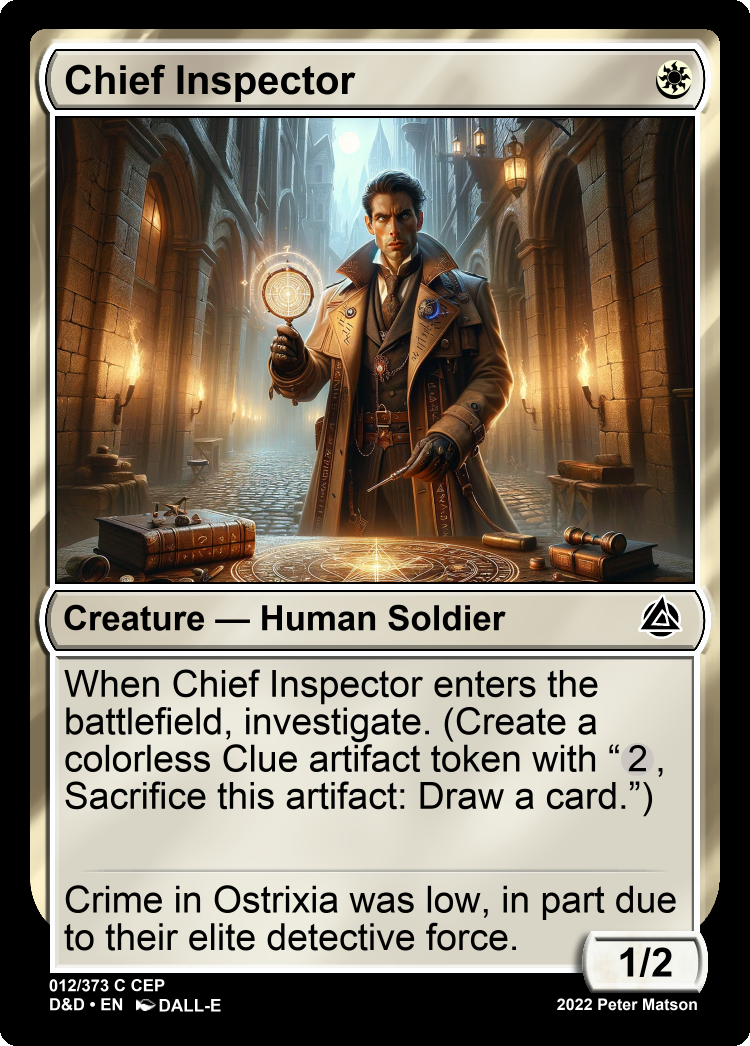 Chief Inspector
Creature — Human Soldier
When Chief Inspector enters the
battlefield, investigate. (Create a
colorless Clue artifact token with “2,
Sacrifice this artifact: Draw a card.”)
Crime in Ostrixia was low, in part due
to their elite detective force.
1/2
012/373 C CEP
D&D • EN DALL-E
2022 Peter Matson